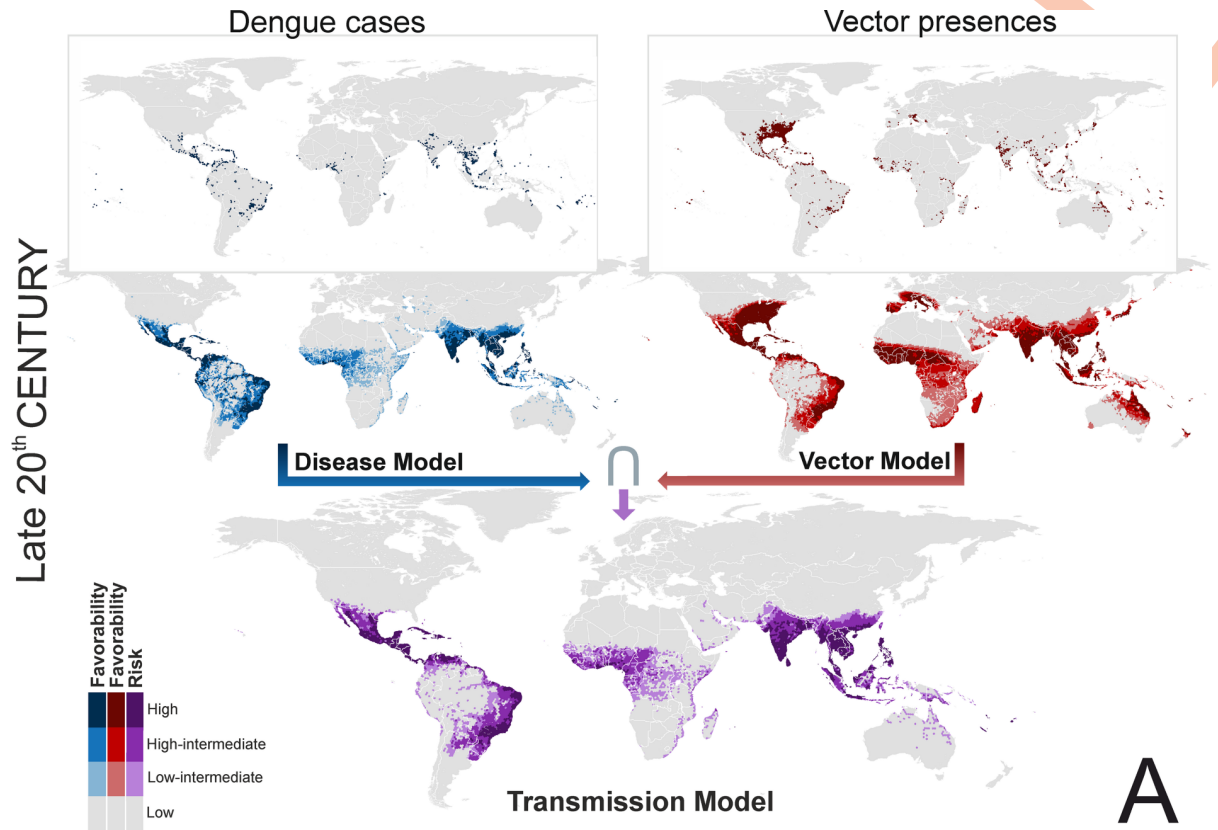 Dengue cases
Vector presences
Late 20th CENTURY
Disease Model
∩
Vector Model
Favorability
Favorability
Risk
High
High-intermediate
Low-intermediate
Low
Transmission Model
A